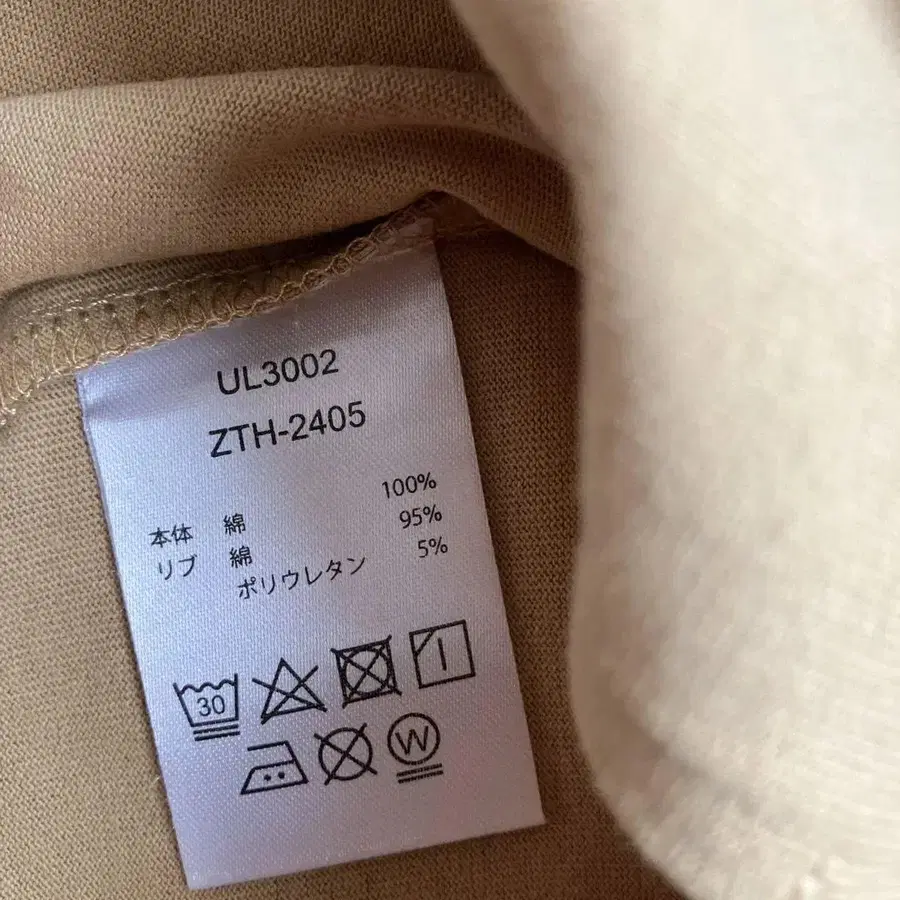 UL3002
ZTH-2405
本体 綿 100%
リブ 綿 95%
ポリウレタン 5%
30
W